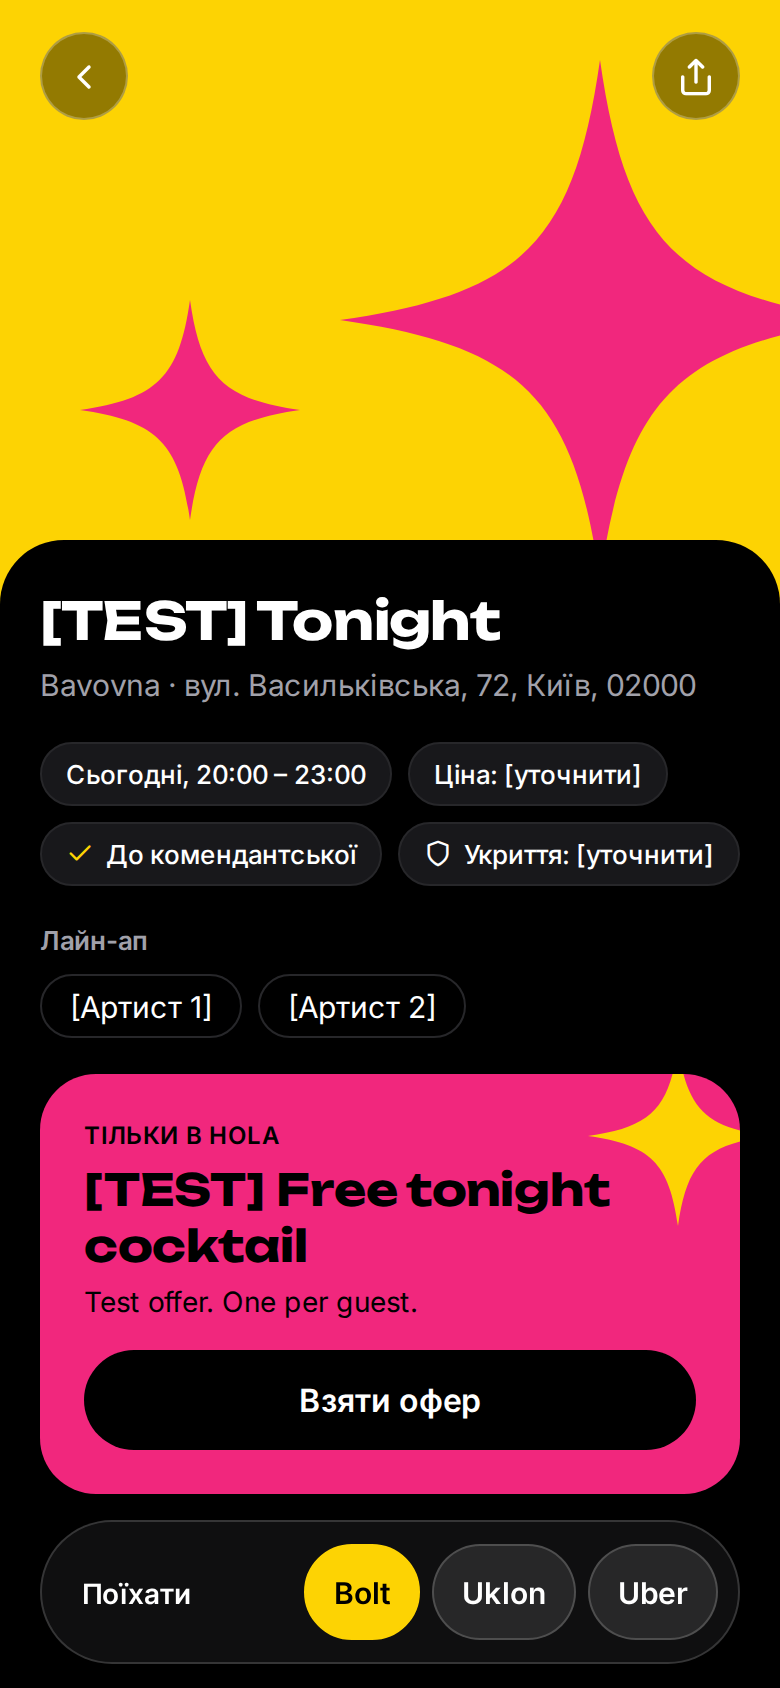 [TEST] Tonight
Bavovna · вул. Васильківська, 72, Київ, 02000
Сьогодні, 20:00 – 23:00
Ціна: [уточнити]
До комендантської
Укриття: [уточнити]
Лайн-ап
[Артист 1]
[Артист 2]
ТІЛЬКИ В HOLA
[TEST] Free tonight
cocktail
Test offer. One per guest.
Взяти офер
Поїхати
Bolt
Uklon
Uber